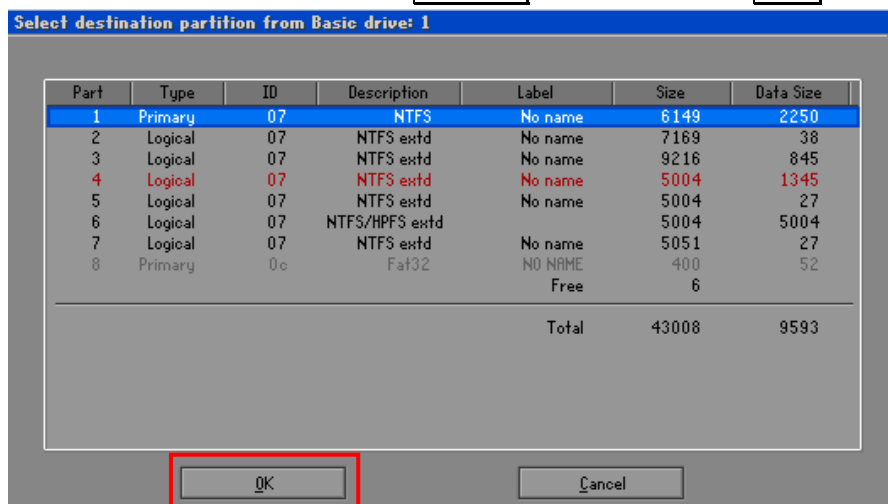 Select destination partition from Basic drive: 1
Part Type ID Description Label Size Data Size
1 Primary 07 NTFS No name 6149 2250
2 Logical 07 NTFS extd No name 7169 38
3 Logical 07 NTFS extd No name 9216 845
4 Logical 07 NTFS extd No name 5004 1345
5 Logical 07 NTFS extd No name 5004 27
6 Logical 07 NTFS/HPFS extd 5004 5004
7 Logical 07 NTFS extd No name 5051 27
8 Primary 0c Fat32 NO NAME 400 52
Free 6
Total 43008 9593
OK Cancel